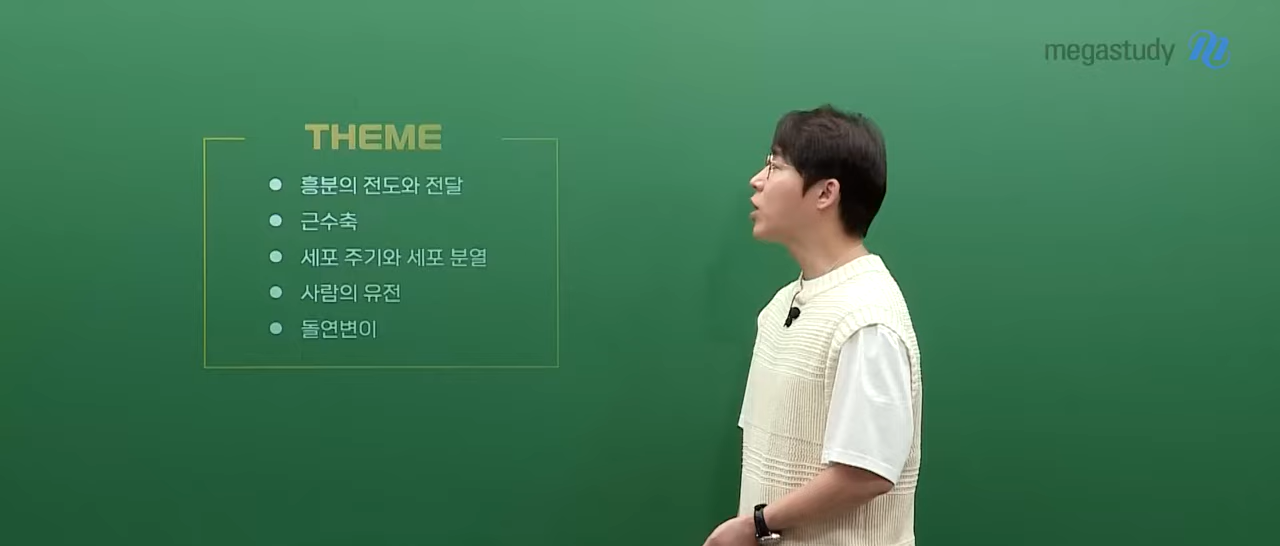 megastudy
THEME
흥분의 전도와 전달
근수축
세포 주기와 세포 분열
사람의 유전
돌연변이